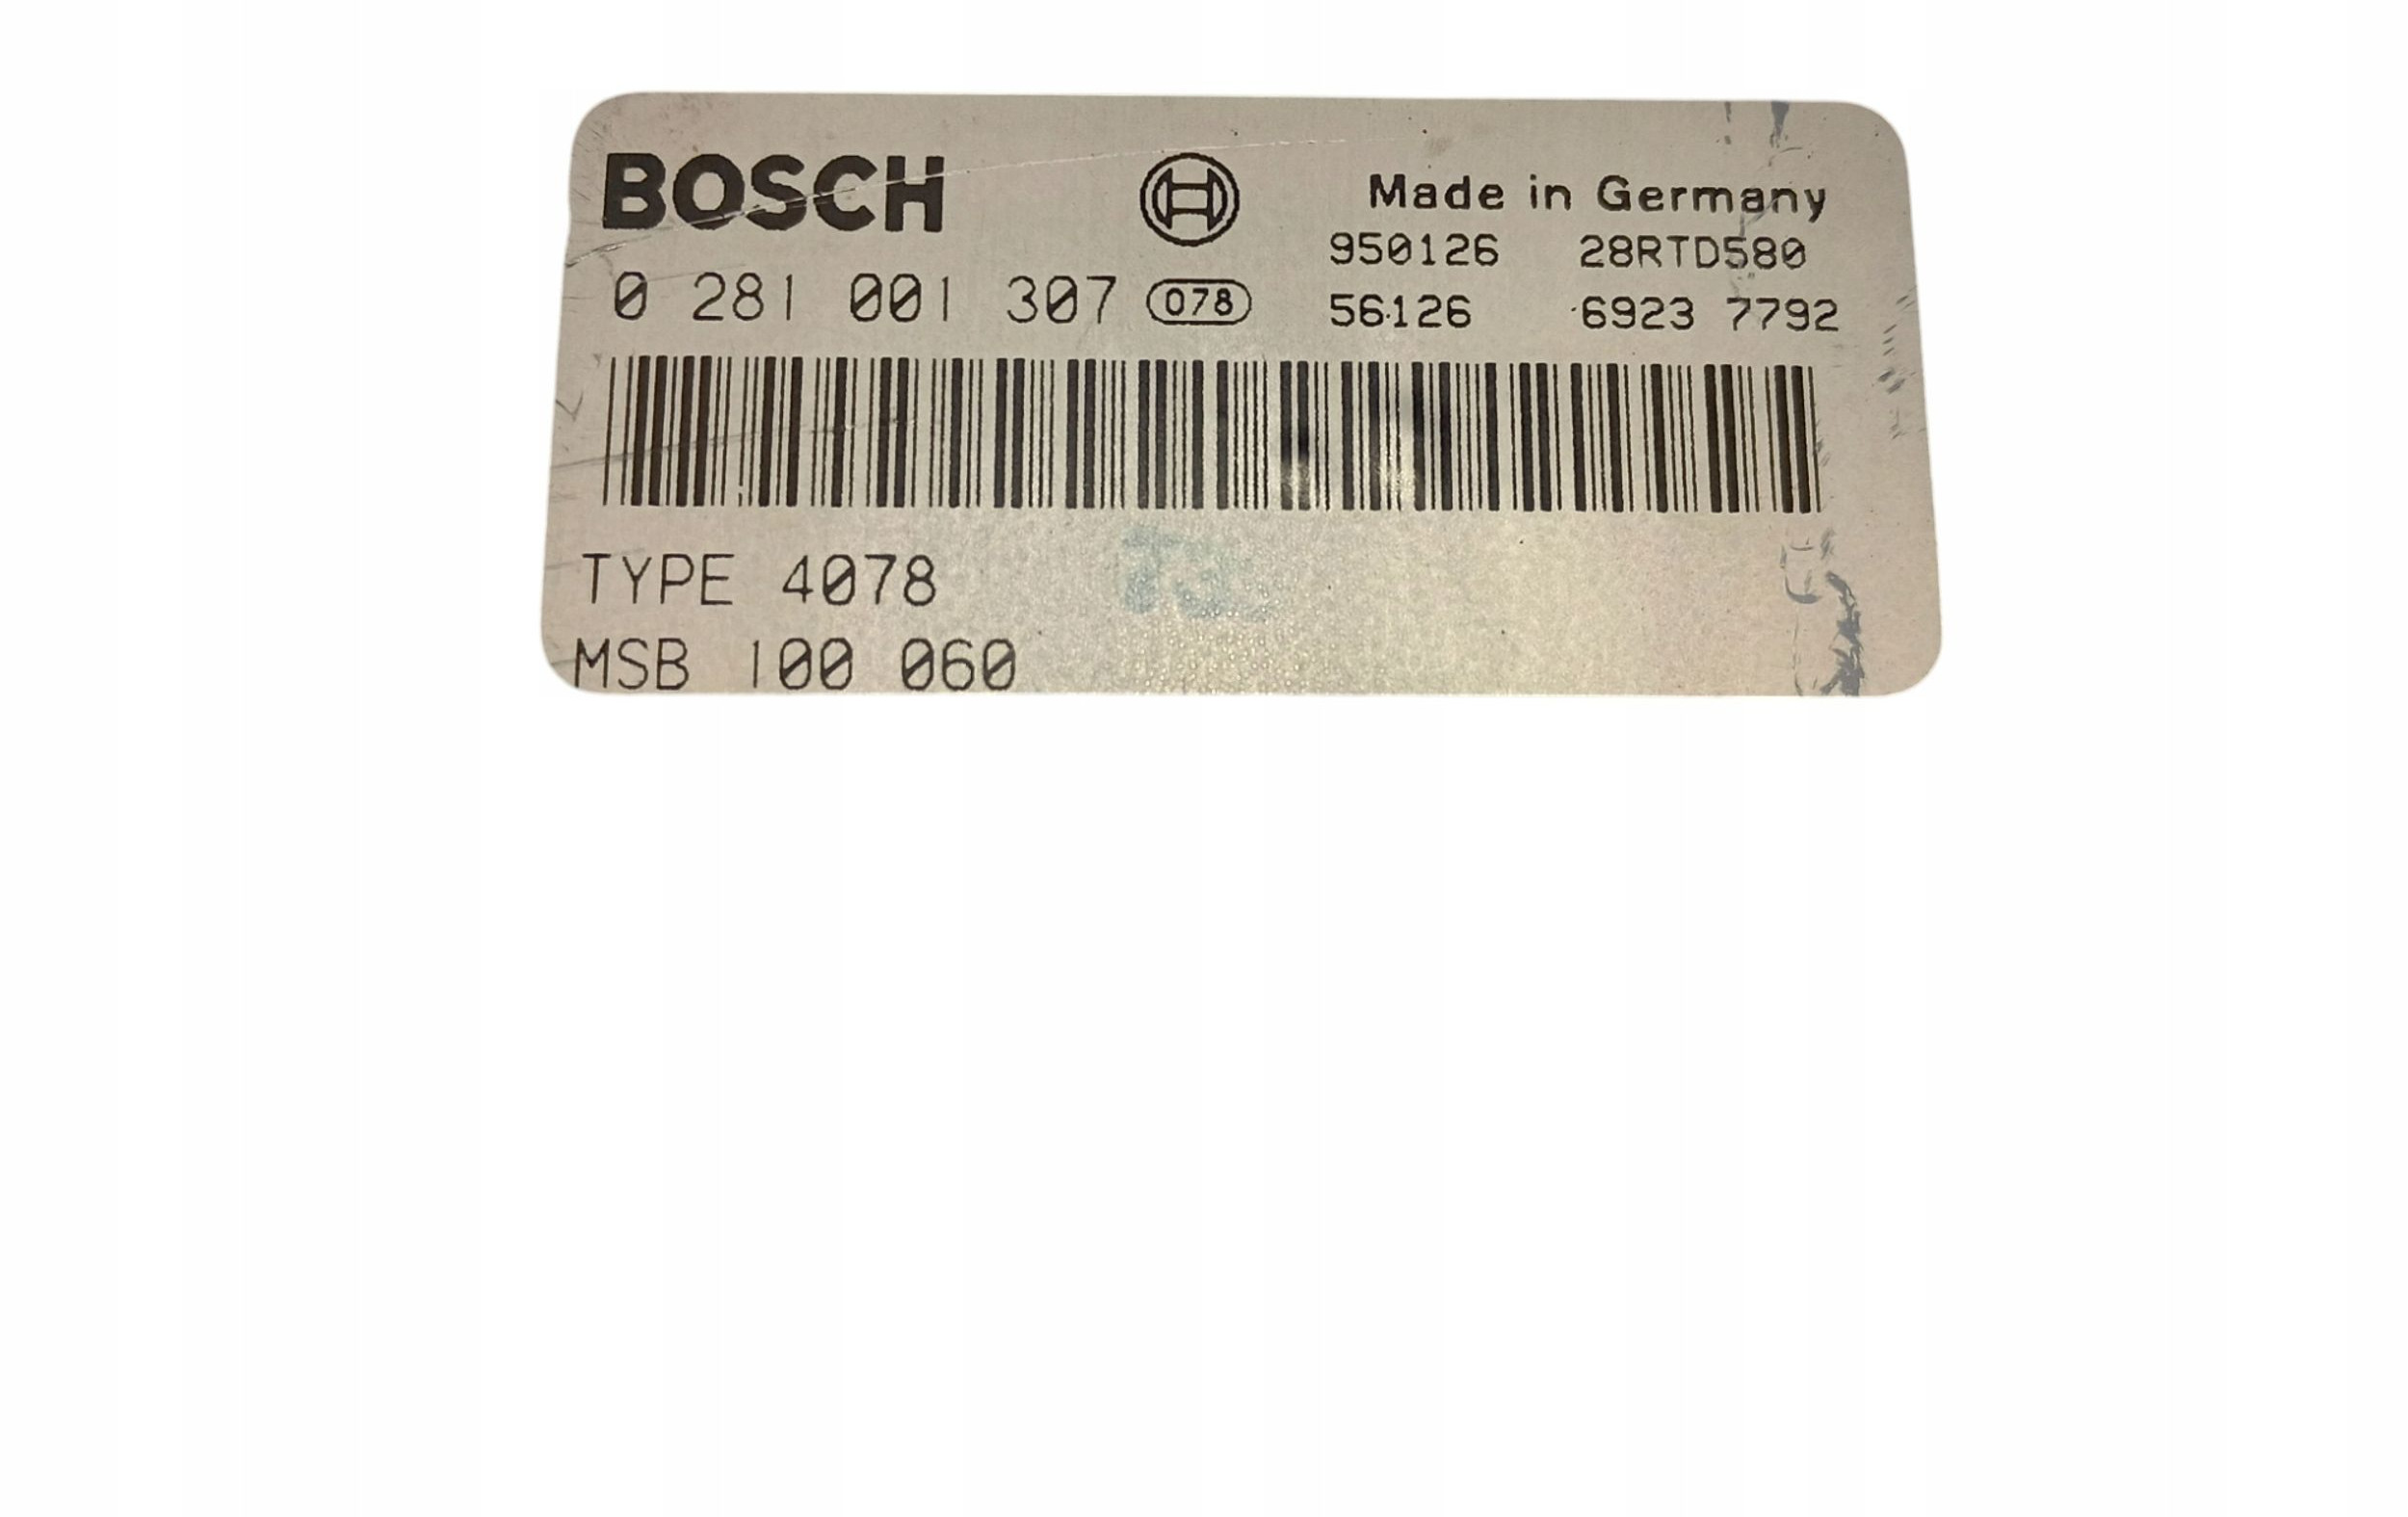 BOSCH
Made in Germany
950126 28RTD580
0 281 001 307 078
56126 6923 7792
TYPE 4078
MSB 100 060